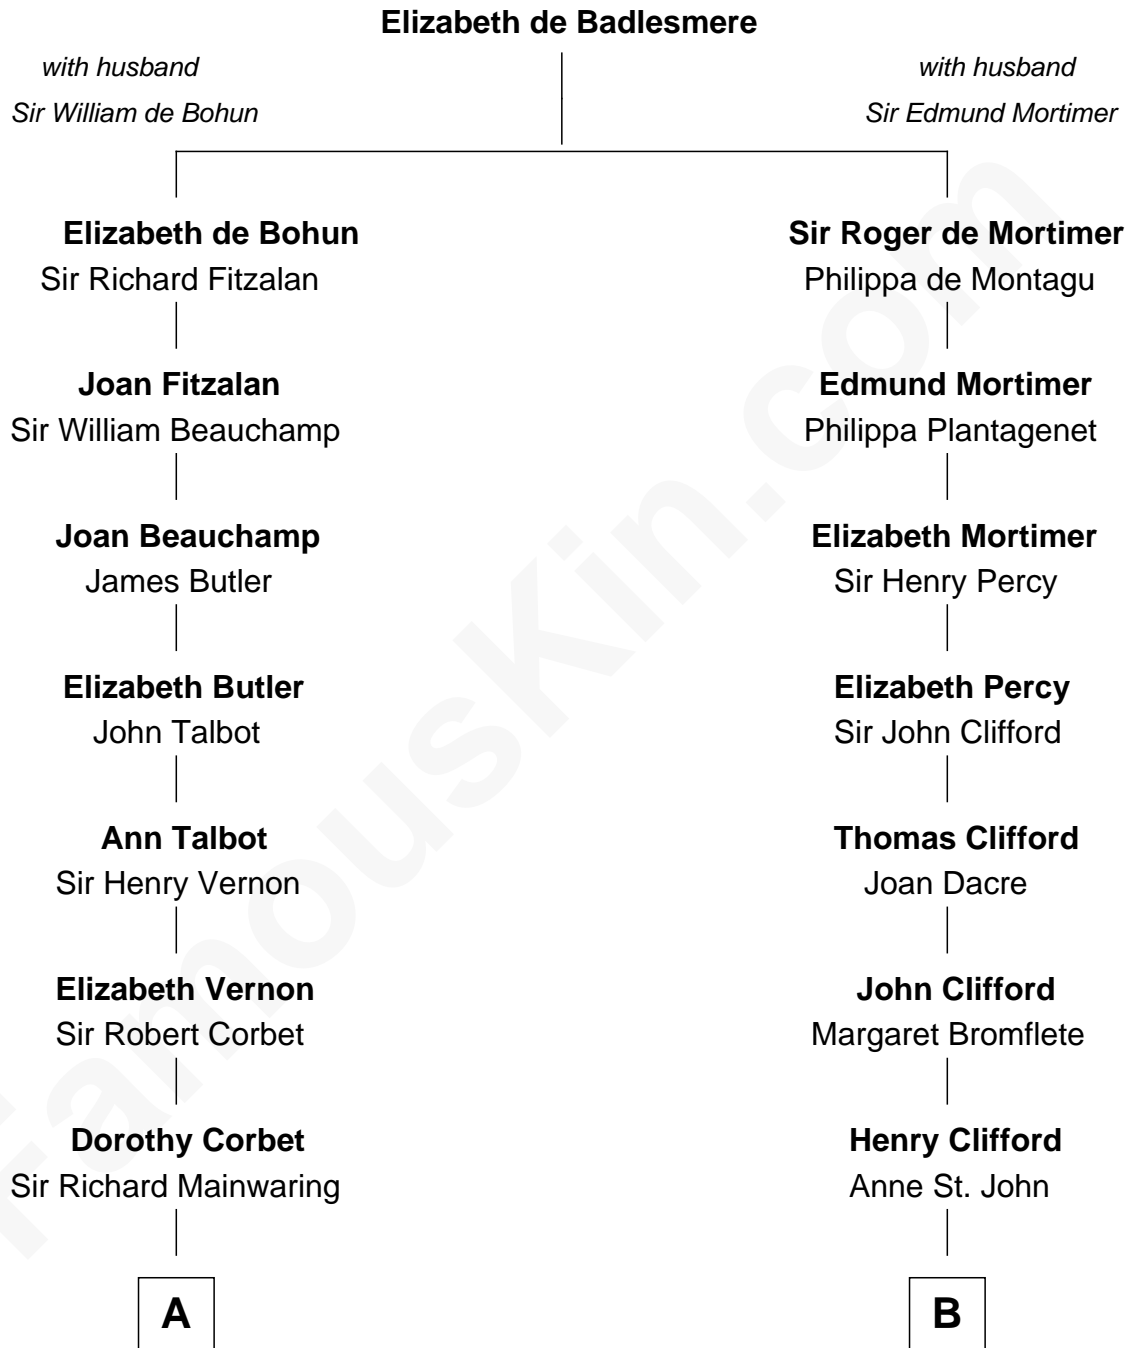 Elizabeth de Badlesmere
with husband
Sir William de Bohun
with husband
Sir Edmund Mortimer
Elizabeth de Bohun
Sir Richard Fitzalan
Sir Roger de Mortimer
Philippa de Montagu
Joan Fitzalan
Sir William Beauchamp
Edmund Mortimer
Philippa Plantagenet
Joan Beauchamp
James Butler
Elizabeth Mortimer
Sir Henry Percy
Elizabeth Butler
John Talbot
Elizabeth Percy
Sir John Clifford
Ann Talbot
Sir Henry Vernon
Thomas Clifford
Joan Dacre
Elizabeth Vernon
Sir Robert Corbet
John Clifford
Margaret Bromflete
Dorothy Corbet
Sir Richard Mainwaring
Henry Clifford
Anne St. John
A
B
FamousKin.com